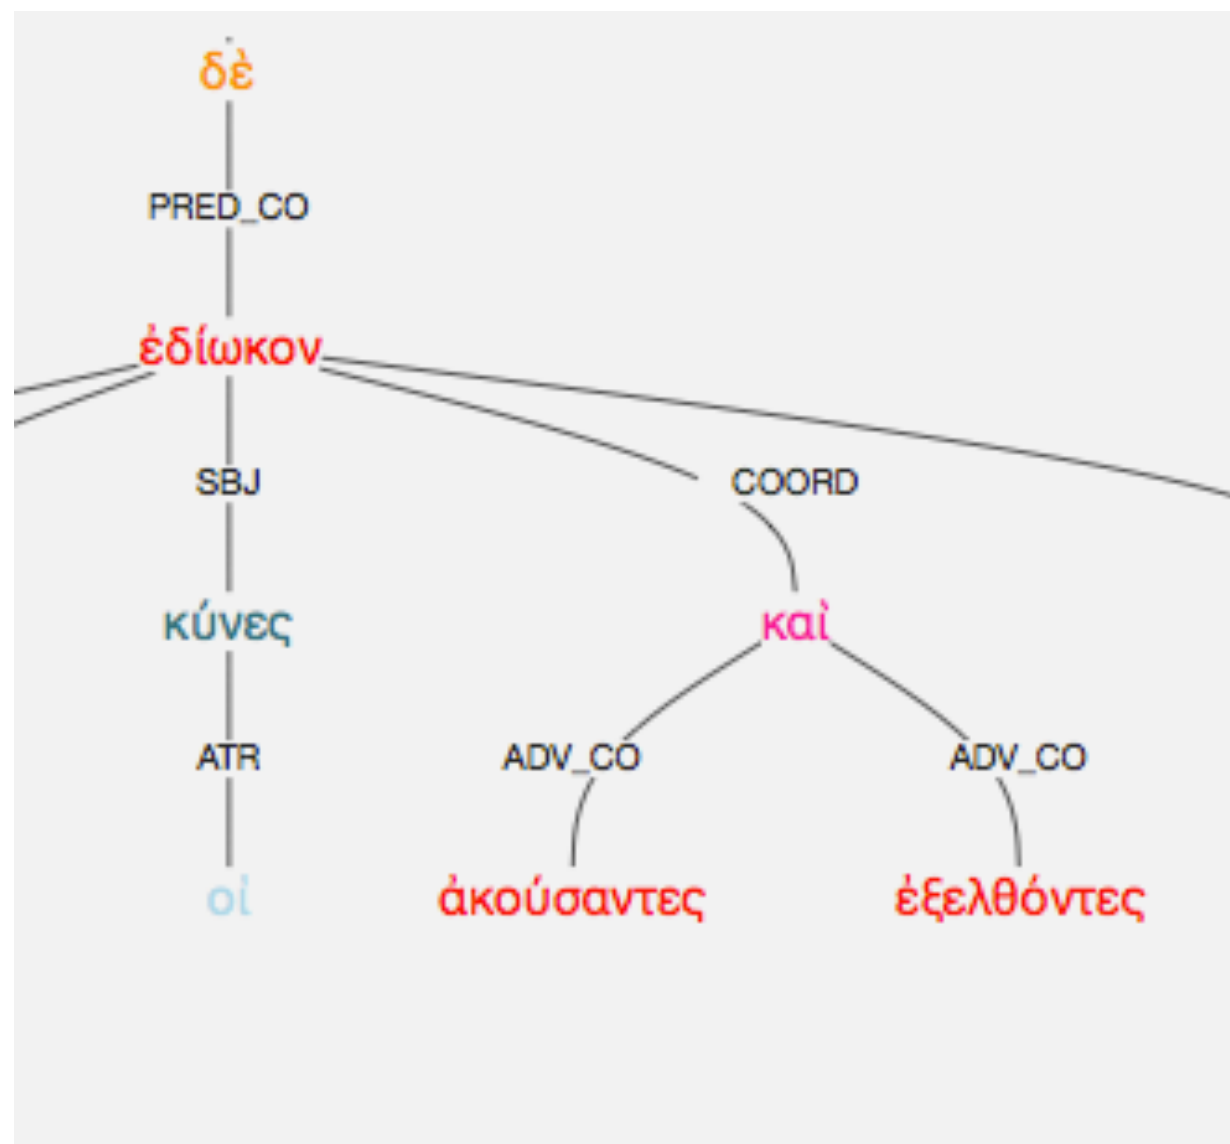 δὲ
PRED_CO
ἐδίωκον
SBJ COORD
κύνες καὶ
ATR ADV_CO ADV_CO
οἱ ἀκούσαντες ἐξελθόντες